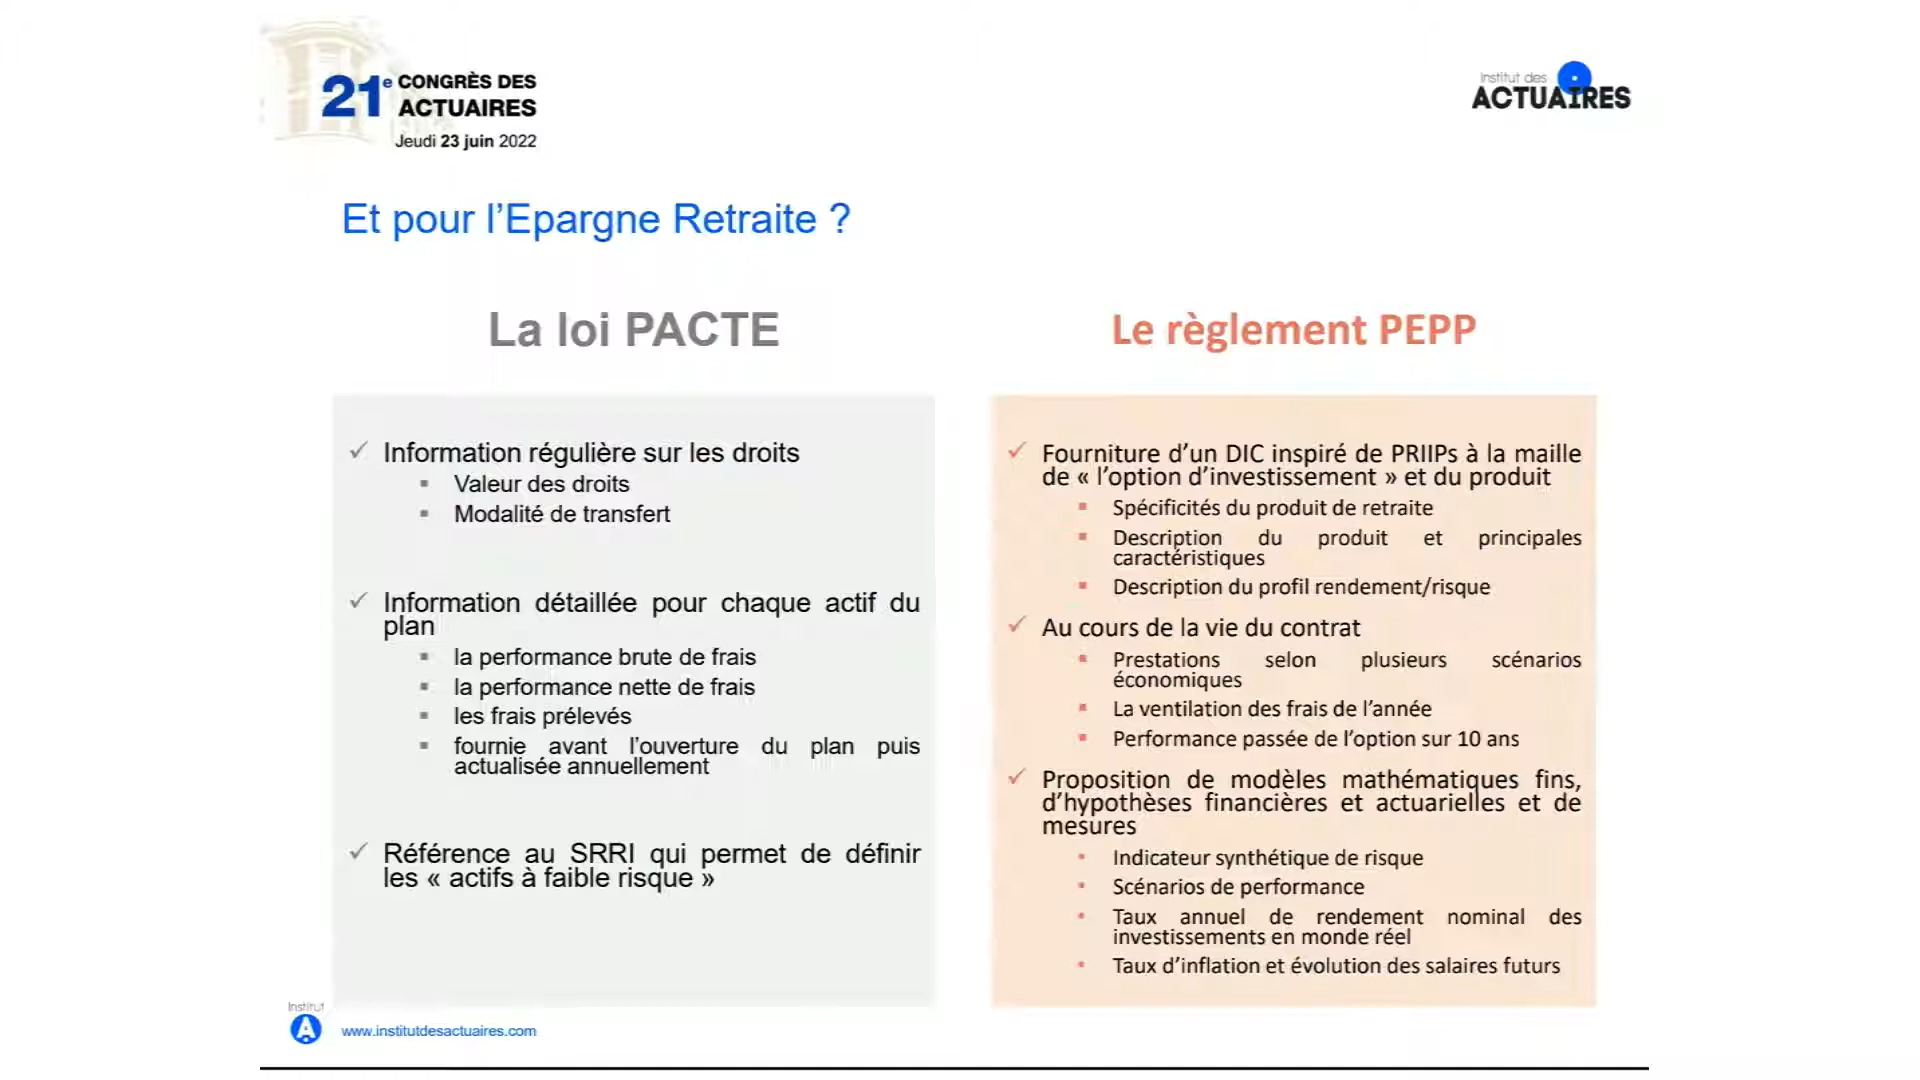 21e CONGRÈS DES
ACTUAIRES
Jeudi 23 juin 2022
Institut des
ACTUAIRES
Et pour l’Epargne Retraite ?
La loi PACTE
✓ Information régulière sur les droits
▪ Valeur des droits
▪ Modalité de transfert
✓ Information détaillée pour chaque actif du
plan
▪ la performance brute de frais
▪ la performance nette de frais
▪ les frais prélevés
▪ fournie avant l’ouverture du plan puis
actualisée annuellement
✓ Référence au SRRI qui permet de définir
les « actifs à faible risque »
Le règlement PEPP
✓ Fourniture d’un DIC inspiré de PRIIPs à la maille
de « l’option d’investissement » et du produit
▪ Spécificités du produit de retraite
▪ Description du produit et principales
caractéristiques
▪ Description du profil rendement/risque
✓ Au cours de la vie du contrat
▪ Prestations selon plusieurs scénarios
économiques
▪ La ventilation des frais de l’année
▪ Performance passée de l’option sur 10 ans
✓ Proposition de modèles mathématiques fins,
d’hypothèses financières et actuarielles et de
mesures
• Indicateur synthétique de risque
• Scénarios de performance
• Taux annuel de rendement nominal des
investissements en monde réel
• Taux d’inflation et évolution des salaires futurs
Institut
A
www.institutdesactuaires.com